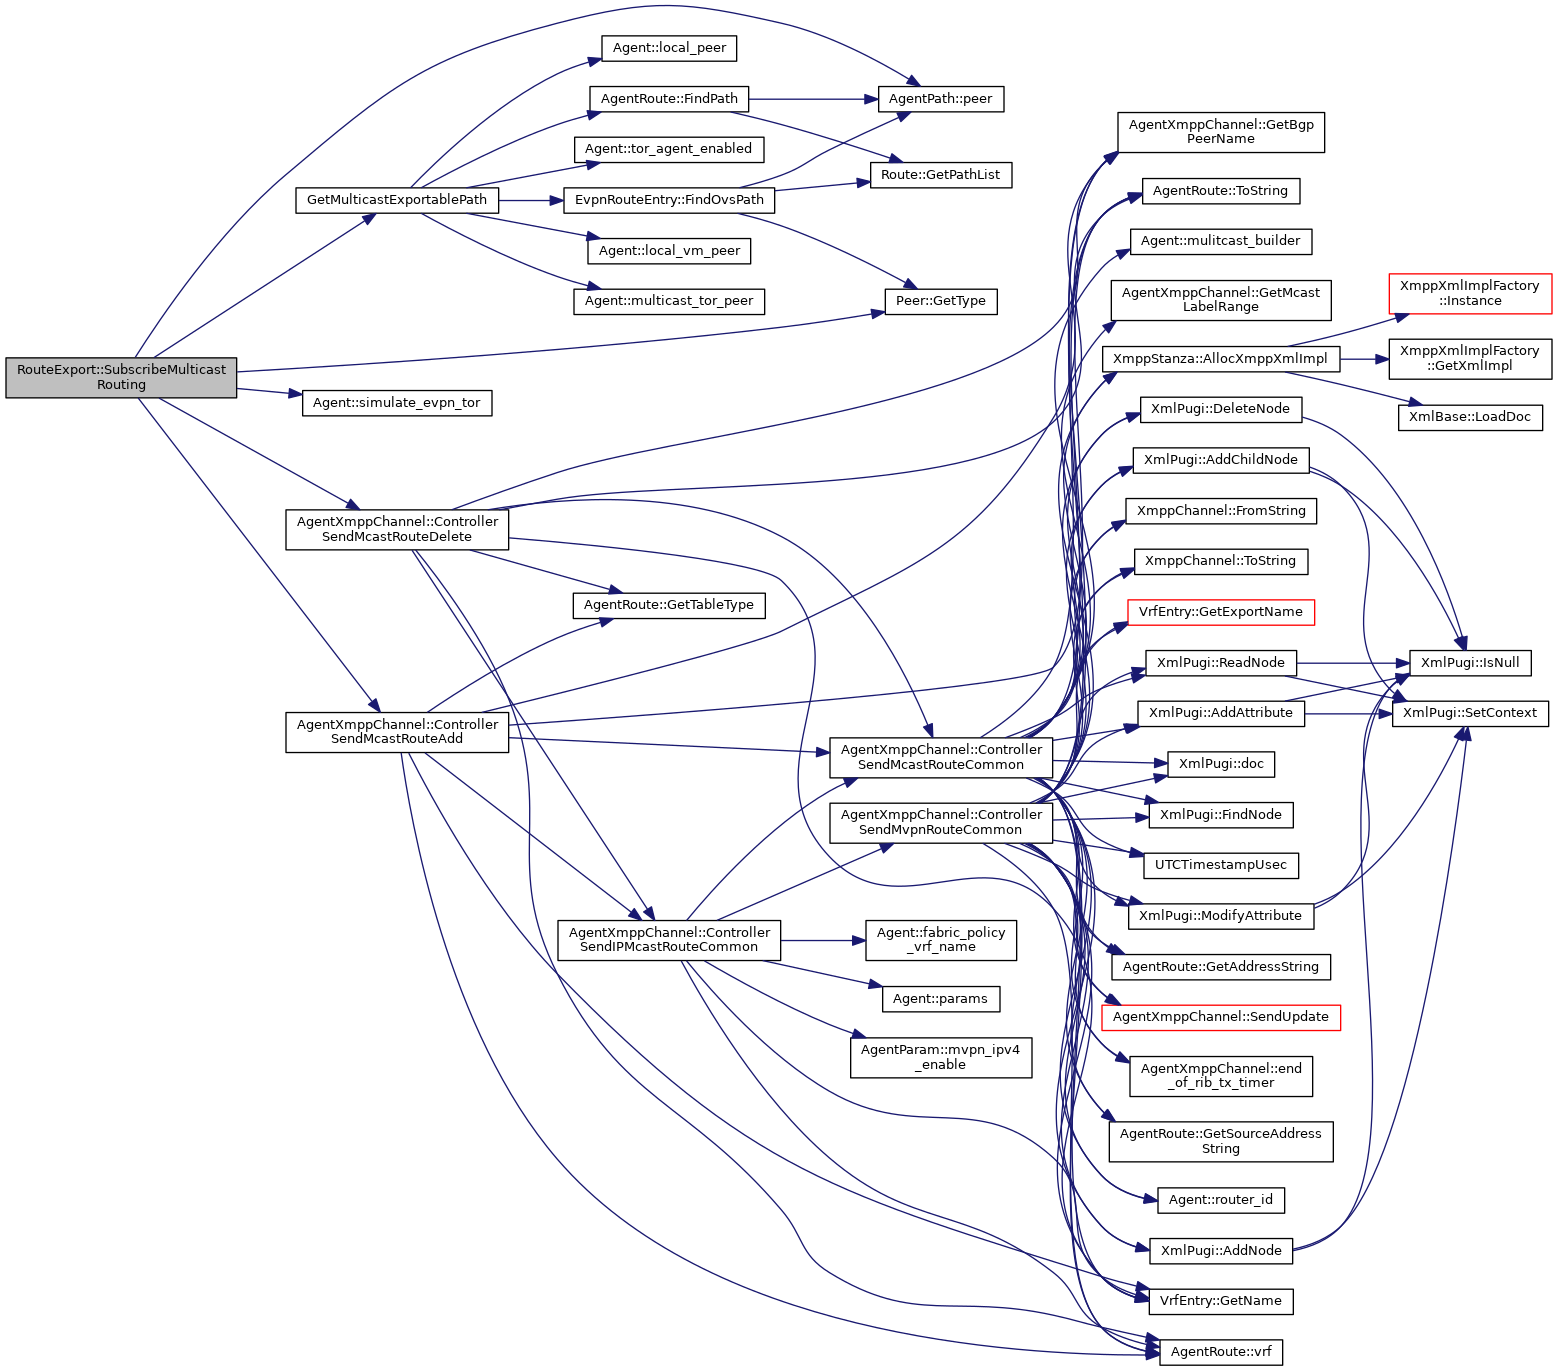 RouteExport::SubscribeMulticast
Routing
GetMulticastExportablePath
Agent::simulate_evpn_tor
AgentXmppChannel::Controller
SendMcastRouteDelete
AgentXmppChannel::Controller
SendMcastRouteAdd
Agent::local_peer
AgentRoute::FindPath
Agent::tor_agent_enabled
EvpnRouteEntry::FindOvsPath
Agent::local_vm_peer
Agent::multicast_tor_peer
AgentRoute::GetTableType
AgentXmppChannel::Controller
SendIPMcastRouteCommon
AgentPath::peer
Route::GetPathList
Peer::GetType
AgentXmppChannel::Controller
SendMcastRouteCommon
AgentXmppChannel::Controller
SendMvpnRouteCommon
Agent::fabric_policy
_vrf_name
Agent::params
AgentParam::mvpn_ipv4
_enable
AgentXmppChannel::GetBgp
PeerName
AgentRoute::ToString
Agent::mulitcast_builder
AgentXmppChannel::GetMcast
LabelRange
XmppStanza::AllocXmppXmlImpl
XmlPugi::DeleteNode
XmlPugi::AddChildNode
XmppChannel::FromString
XmppChannel::ToString
VrfEntry::GetExportName
XmlPugi::ReadNode
XmlPugi::AddAttribute
XmlPugi::doc
XmlPugi::FindNode
UTCTimestampUsec
XmlPugi::ModifyAttribute
AgentRoute::GetAddressString
AgentXmppChannel::SendUpdate
AgentXmppChannel::end
_of_rib_tx_timer
AgentRoute::GetSourceAddress
String
Agent::router_id
XmlPugi::AddNode
VrfEntry::GetName
AgentRoute::vrf
XmppXmlImplFactory
::Instance
XmppXmlImplFactory
::GetXmlImpl
XmlBase::LoadDoc
XmlPugi::IsNull
XmlPugi::SetContext